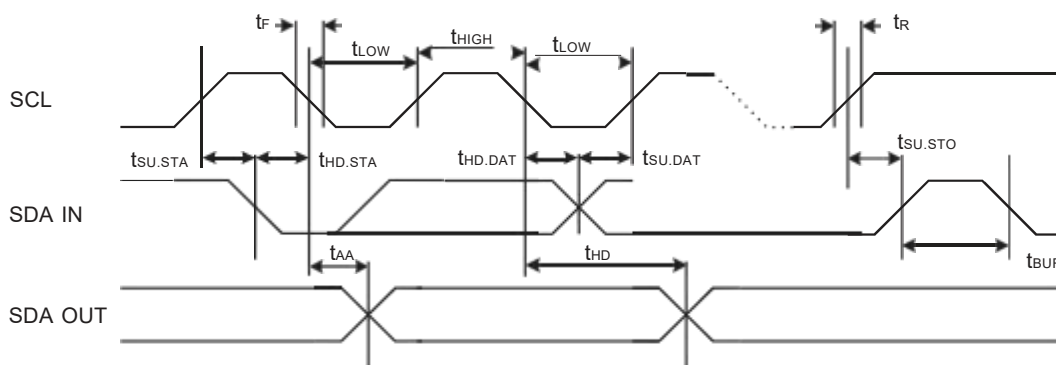 tF
tLOW
tHIGH
tLOW
tR
SCL
tSU.STA
tHD.STA
tHD.DAT
tSU.DAT
tSU.STO
SDA IN
tAA
tHD
tBUF
SDA OUT